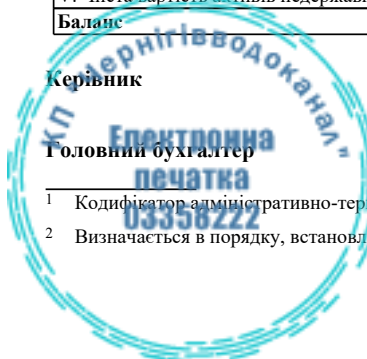 Баланс
КП "Чернігівводоканал"
Керівник
Електронна
Головний бухгалтер
печатка
1 Кодифікатор адміністративно-тер
03358222
2 Визначається в порядку, встановл